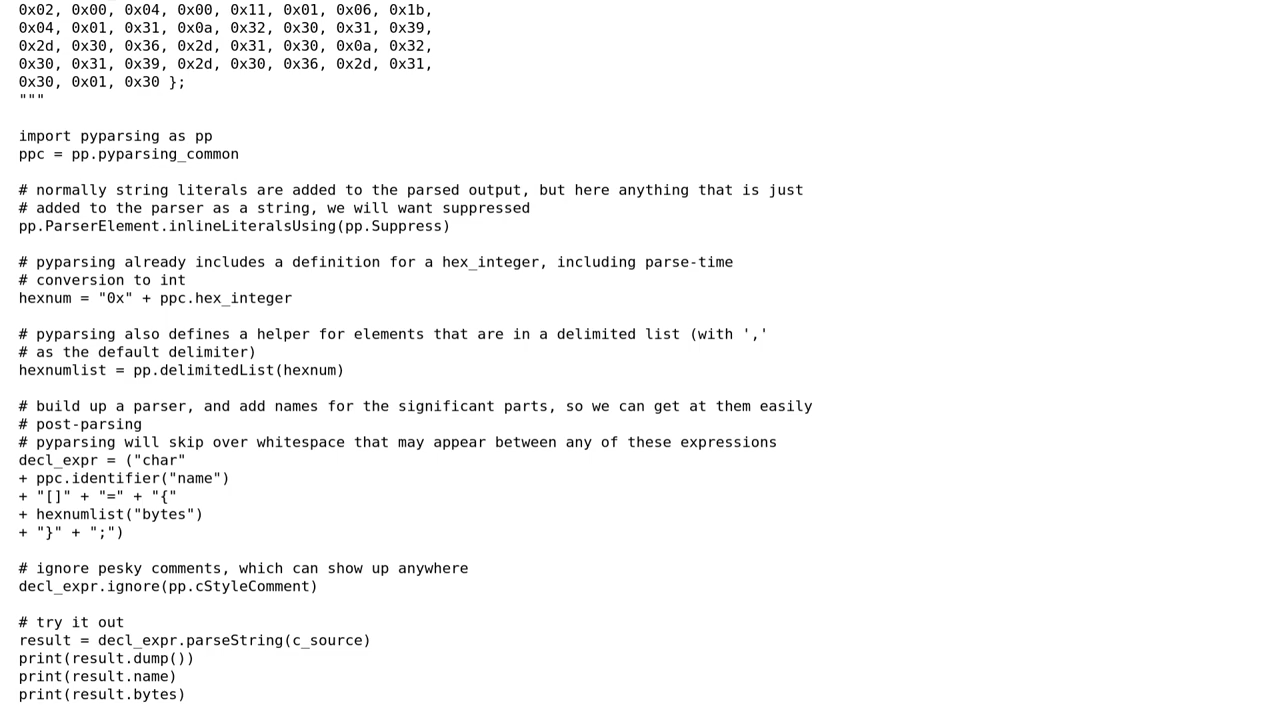 0x02, 0x00, 0x04, 0x00, 0x11, 0x01, 0x06, 0x1b,
0x04, 0x01, 0x31, 0x0a, 0x32, 0x30, 0x31, 0x39,
0x2d, 0x30, 0x36, 0x2d, 0x31, 0x30, 0x0a, 0x32,
0x30, 0x31, 0x39, 0x2d, 0x30, 0x36, 0x2d, 0x31,
0x30, 0x01, 0x30 };
"""
import pyparsing as pp
ppc = pp.pyparsing_common
# normally string literals are added to the parsed output, but here anything that is just
# added to the parser as a string, we will want suppressed
pp.ParserElement.inlineLiteralsUsing(pp.Suppress)
# pyparsing already includes a definition for a hex_integer, including parse-time
# conversion to int
hexnum = "0x" + ppc.hex_integer
# pyparsing also defines a helper for elements that are in a delimited list (with ','
# as the default delimiter)
hexnumlist = pp.delimitedList(hexnum)
# build up a parser, and add names for the significant parts, so we can get at them easily
# post-parsing
# pyparsing will skip over whitespace that may appear between any of these expressions
decl_expr = ("char"
+ ppc.identifier("name")
+ "[]" + "=" + "{"
+ hexnumlist("bytes")
+ "}" + ";")
# ignore pesky comments, which can show up anywhere
decl_expr.ignore(pp.cStyleComment)
# try it out
result = decl_expr.parseString(c_source)
print(result.dump())
print(result.name)
print(result.bytes)